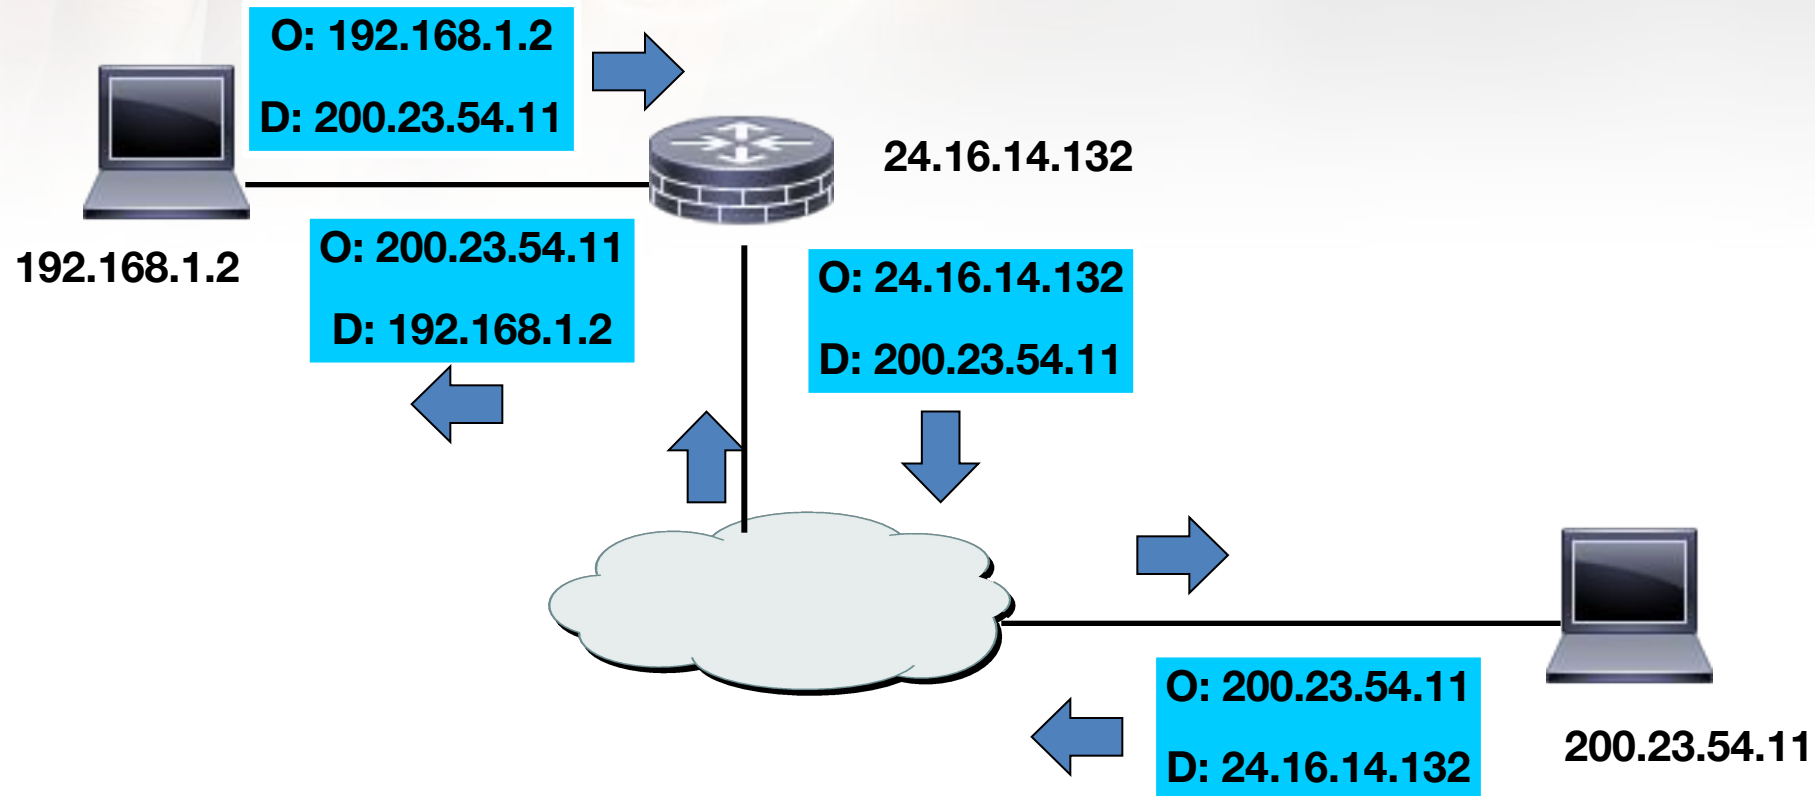 O: 192.168.1.2
D: 200.23.54.11
24.16.14.132
192.168.1.2
O: 200.23.54.11
D: 192.168.1.2
O: 24.16.14.132
D: 200.23.54.11
O: 200.23.54.11
D: 24.16.14.132
200.23.54.11